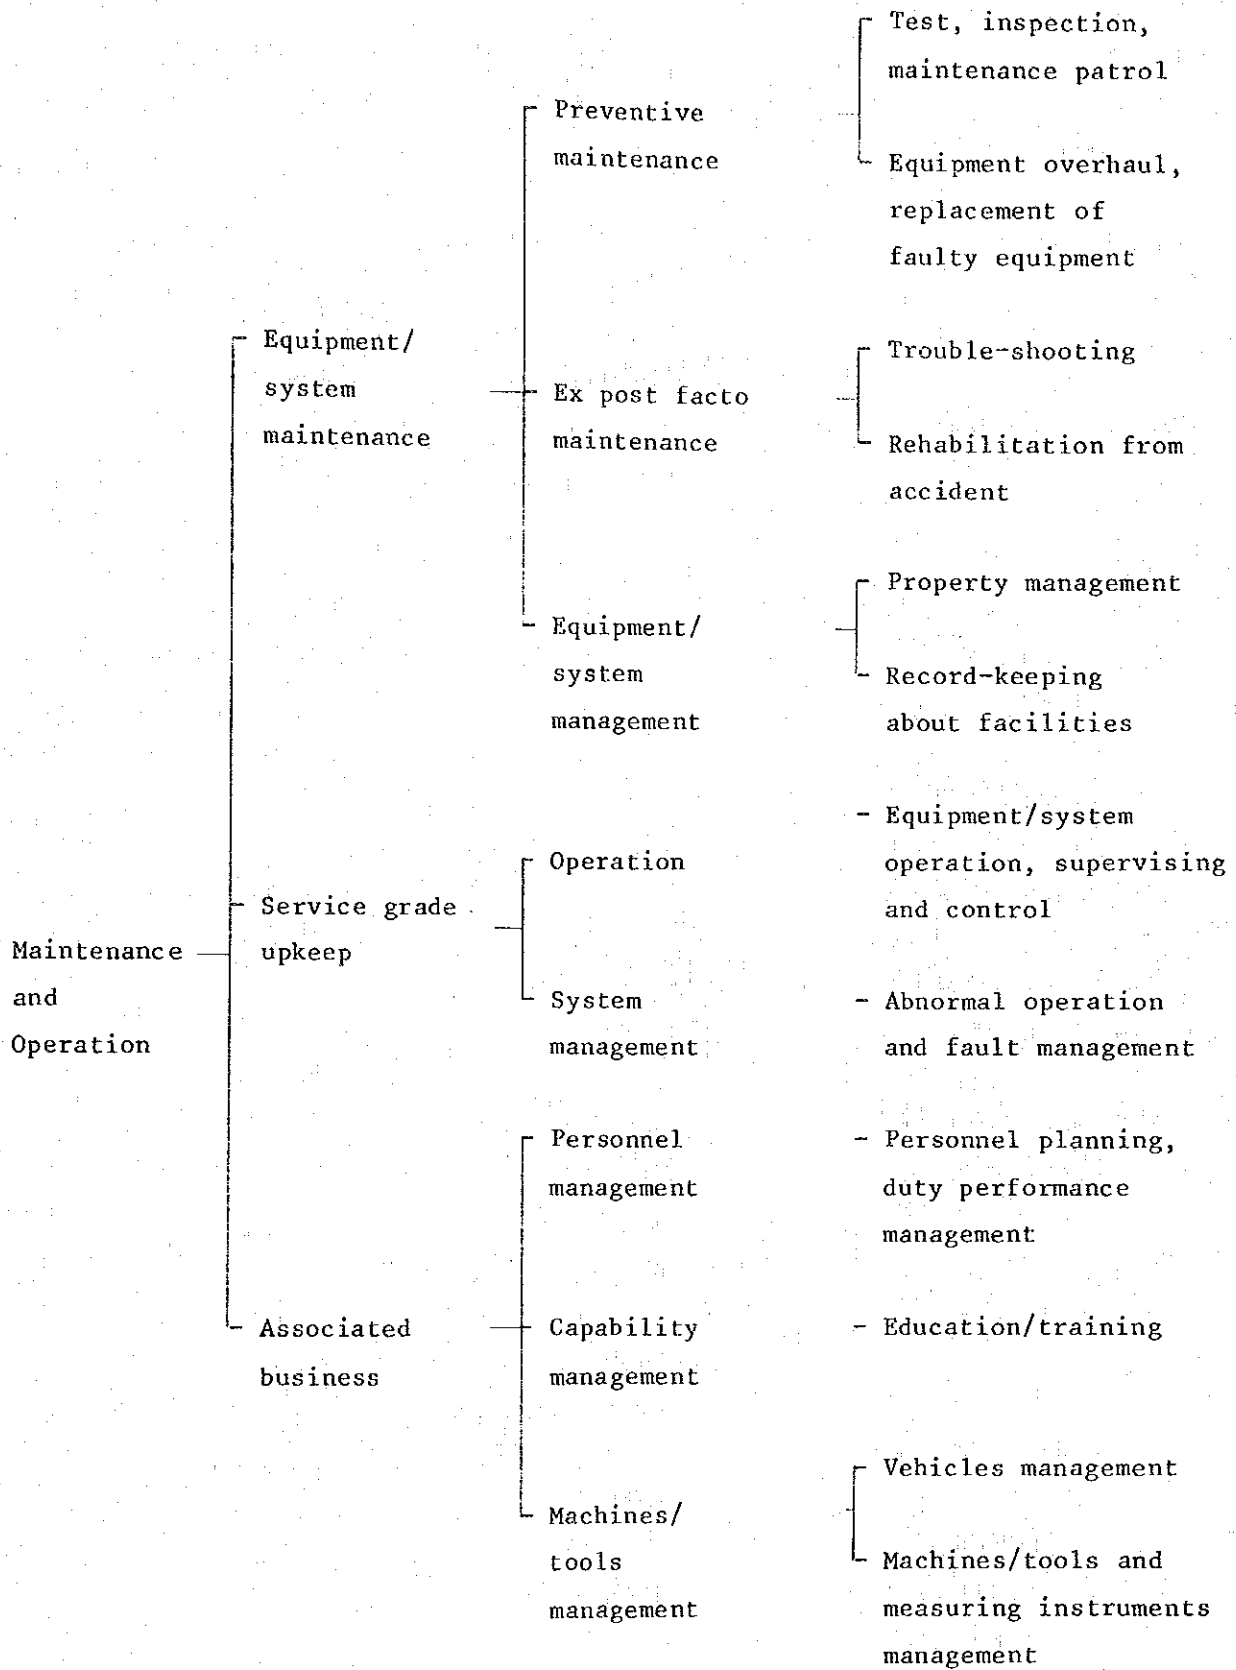 Test, inspection,
maintenance patrol
Preventive
maintenance
Equipment overhaul,
replacement of
faulty equipment
Equipment/
system
maintenance
Trouble-shooting
Ex post facto
maintenance
Rehabilitation from
accident
Property management
Equipment/
system
management
Record-keeping
about facilities
- Equipment/system
operation, supervising
and control
Operation
Service grade
upkeep
Maintenance
and
Operation
System
management
- Abnormal operation
and fault management
Personnel
management
- Personnel planning,
duty performance
management
Associated
business
Capability
management
- Education/training
Vehicles management
Machines/
tools
management
Machines/tools and
measuring instruments
management